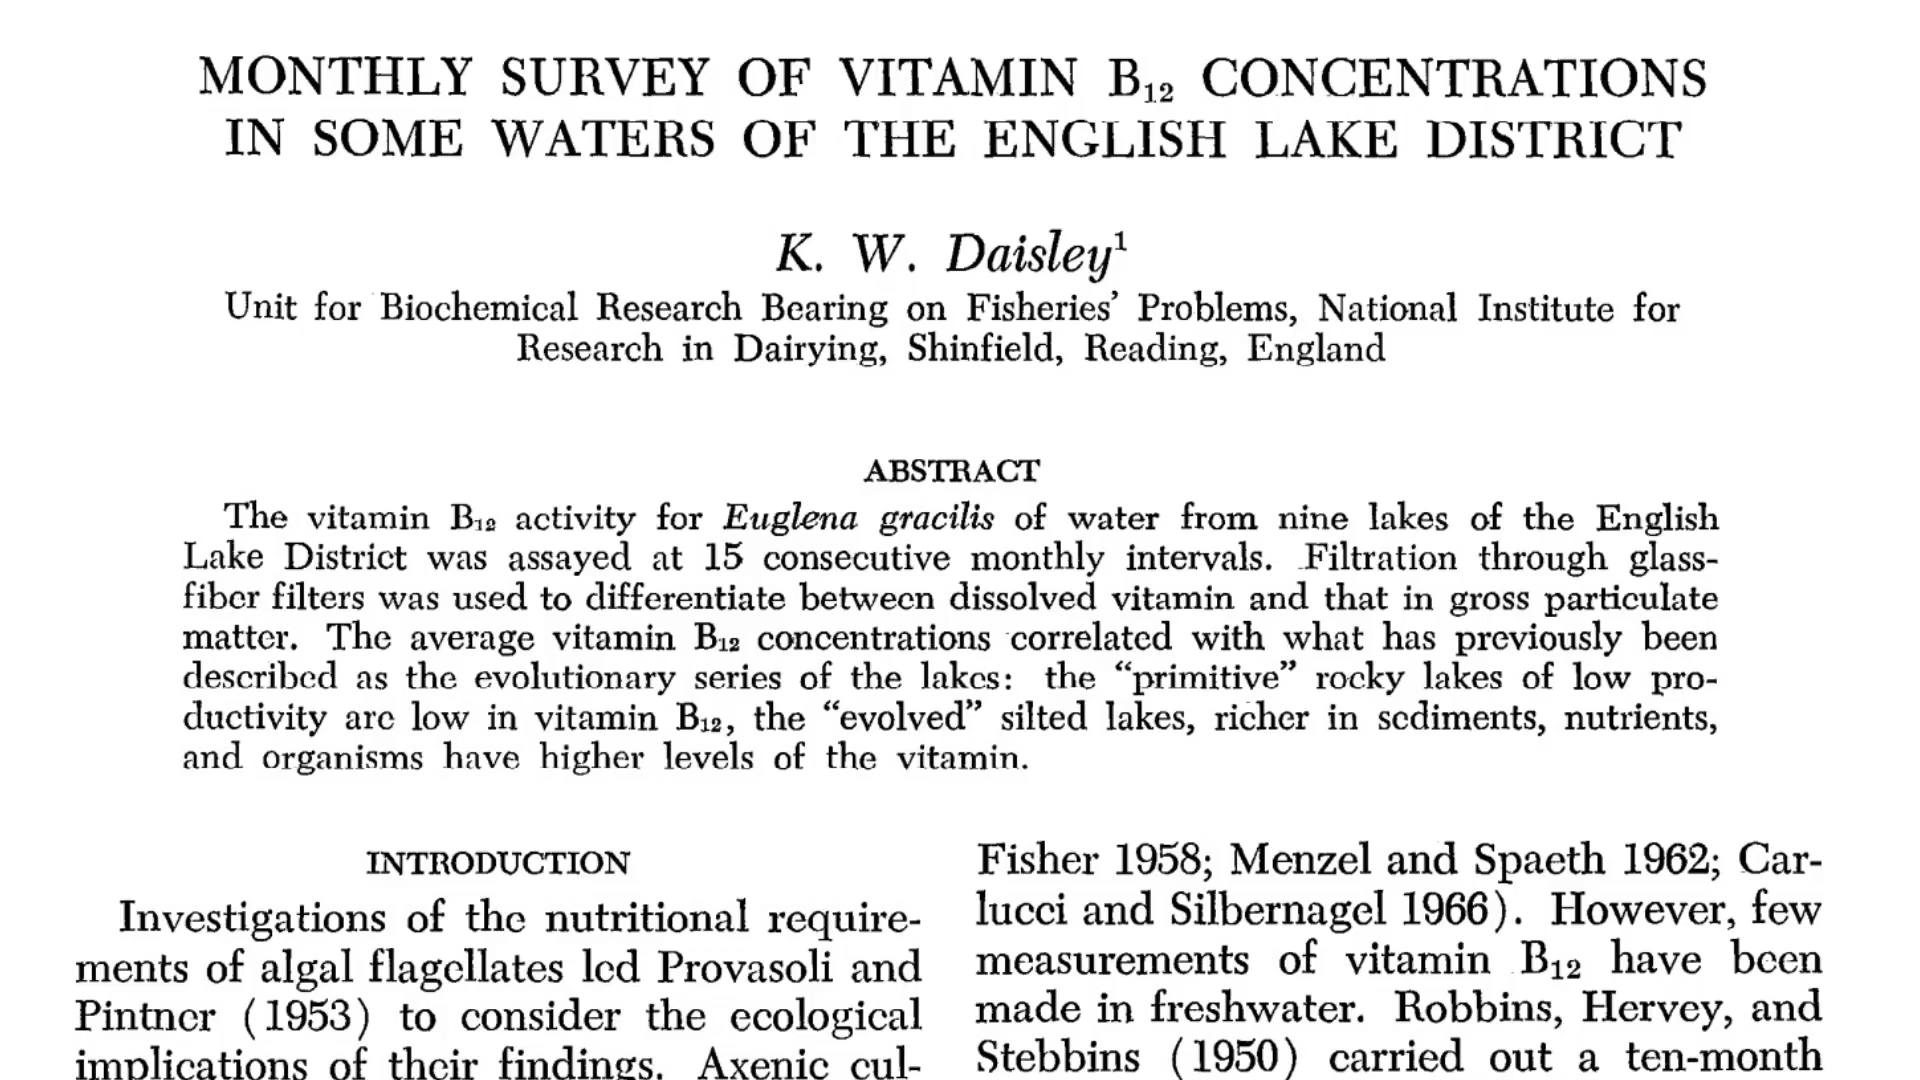 MONTHLY SURVEY OF VITAMIN B₁₂ CONCENTRATIONS
IN SOME WATERS OF THE ENGLISH LAKE DISTRICT
K. W. Daisley¹
Unit for Biochemical Research Bearing on Fisheries’ Problems, National Institute for
Research in Dairying, Shinfield, Reading, England
ABSTRACT
The vitamin B₁₂ activity for Euglena gracilis of water from nine lakes of the English
Lake District was assayed at 15 consecutive monthly intervals. Filtration through glass-
fiber filters was used to differentiate between dissolved vitamin and that in gross particulate
matter. The average vitamin B₁₂ concentrations correlated with what has previously been
described as the evolutionary series of the lakes: the “primitive” rocky lakes of low pro-
ductivity are low in vitamin B₁₂, the “evolved” silted lakes, richer in sediments, nutrients,
and organisms have higher levels of the vitamin.
INTRODUCTION
Investigations of the nutritional require-
ments of algal flagellates led Provasoli and
Pintner (1953) to consider the ecological
implications of their findings. Axenic cul-
Fisher 1958; Menzel and Spaeth 1962; Car-
lucci and Silbernagel 1966). However, few
measurements of vitamin B₁₂ have been
made in freshwater. Robbins, Hervey, and
Stebbins (1950) carried out a ten-month